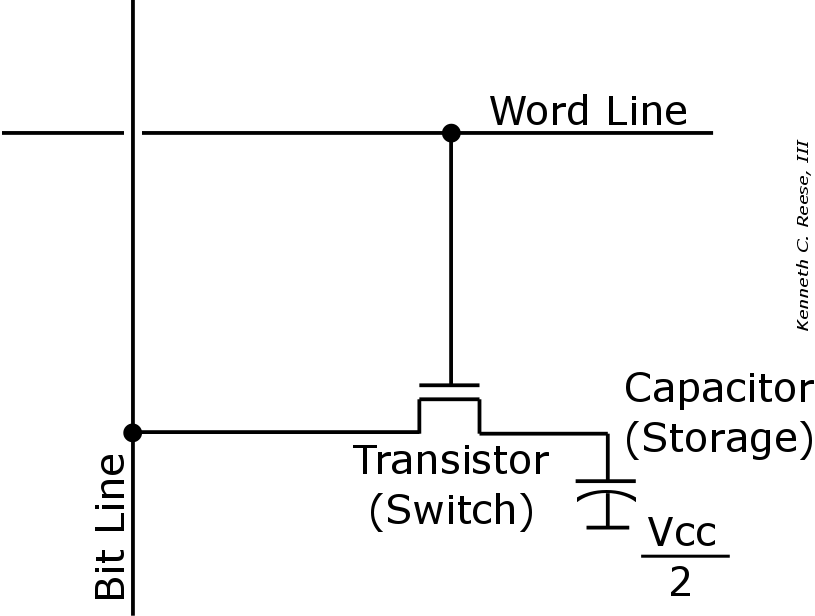 Word Line
Kenneth C. Reese, III
Capacitor
(Storage)
Transistor
(Switch)
Bit Line
Vcc
2